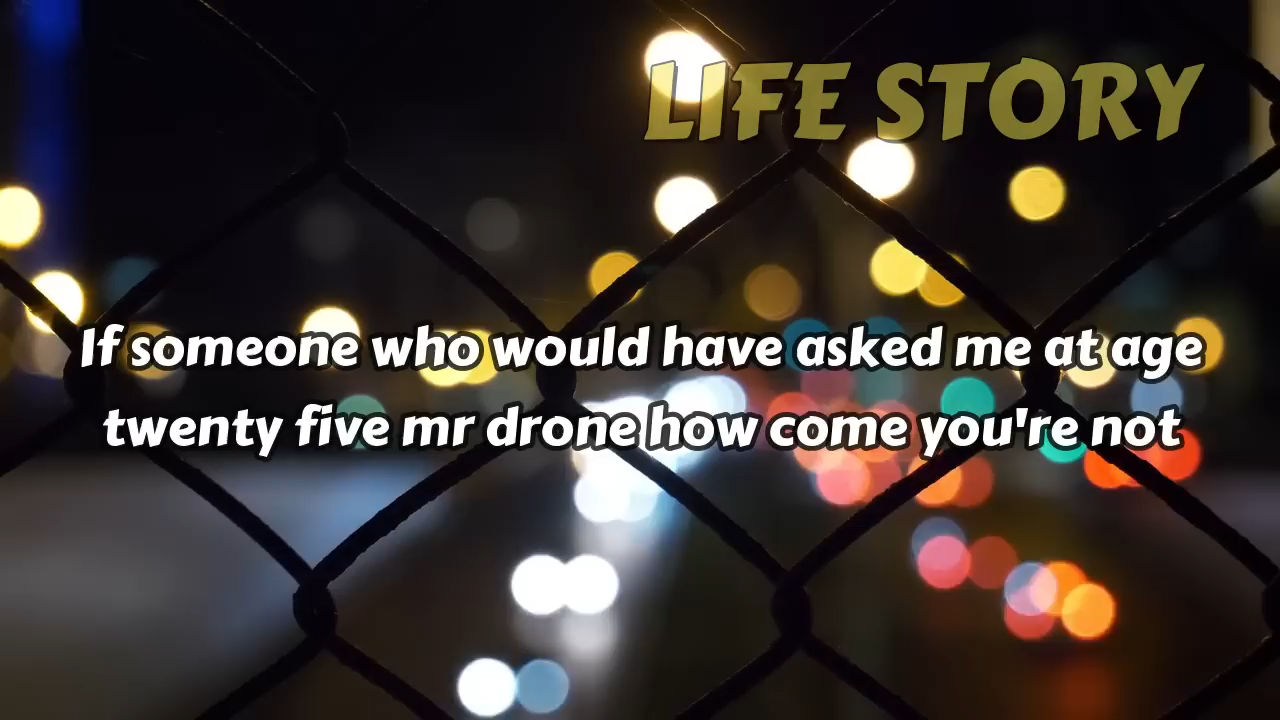 LIFE STORY
If someone who would have asked me at age
twenty five mr drone how come you're not